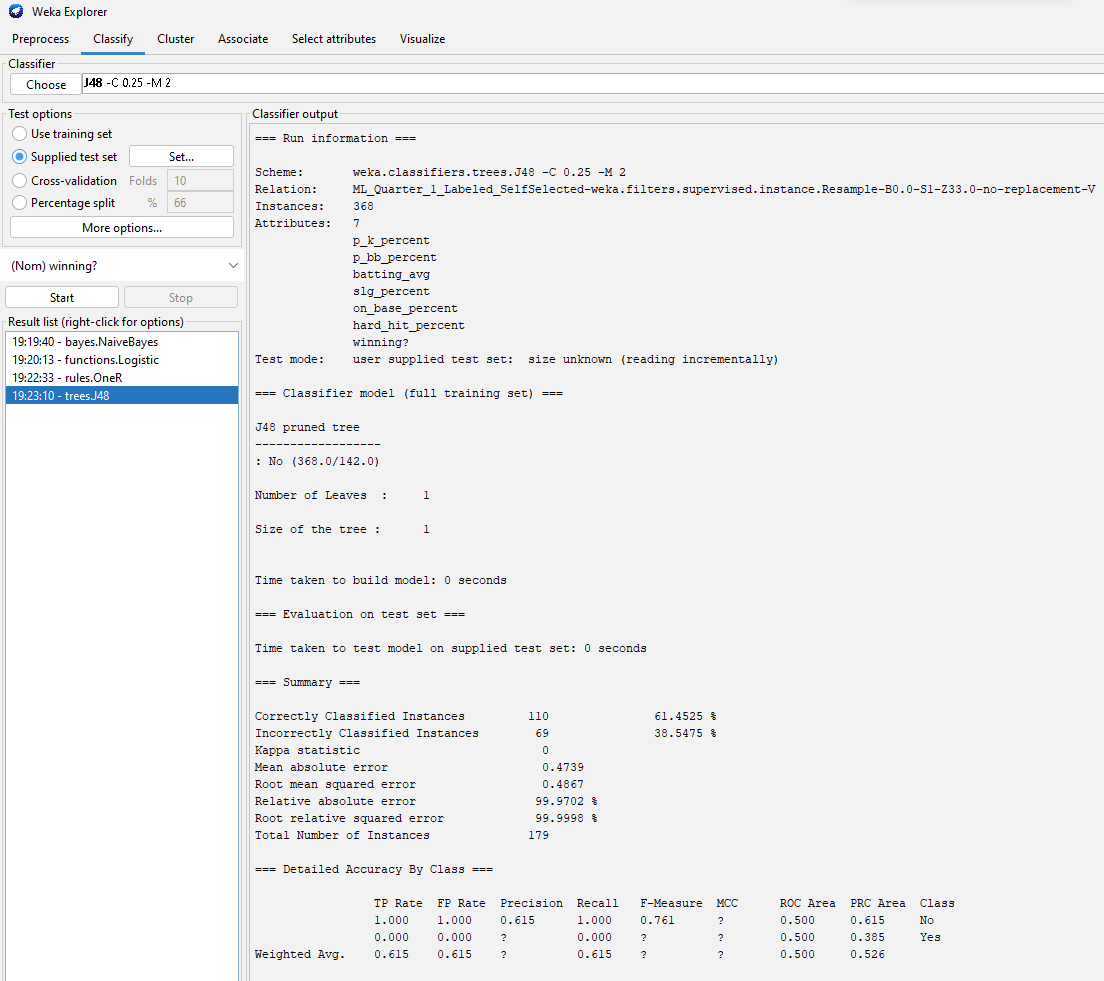 Weka Explorer
Preprocess Classify Cluster Associate Select attributes Visualize
Classifier
Choose J48 -C 0.25 -M 2
Test options
Use training set
Supplied test set Set...
Cross-validation Folds 10
Percentage split % 66
More options...
(Nom) winning?
Start Stop
Result list (right-click for options)
19:19:40 - bayes.NaiveBayes
19:20:13 - functions.Logistic
19:22:33 - rules.OneR
19:23:10 - trees.J48
Classifier output
=== Run information ===
Scheme: weka.classifiers.trees.J48 -C 0.25 -M 2
Relation: ML_Quarter_1_Labeled_SelfSelected-weka.filters.supervised.instance.Resample-B0.0-S1-Z33.0-no-replacement-V
Instances: 368
Attributes: 7
p_k_percent
p_bb_percent
batting_avg
slg_percent
on_base_percent
hard_hit_percent
winning?
Test mode: user supplied test set: size unknown (reading incrementally)
=== Classifier model (full training set) ===
J48 pruned tree
------------------
: No (368.0/142.0)
Number of Leaves : 1
Size of the tree : 1
Time taken to build model: 0 seconds
=== Evaluation on test set ===
Time taken to test model on supplied test set: 0 seconds
=== Summary ===
Correctly Classified Instances 110 61.4525 %
Incorrectly Classified Instances 69 38.5475 %
Kappa statistic 0
Mean absolute error 0.4739
Root mean squared error 0.4867
Relative absolute error 99.9702 %
Root relative squared error 99.9998 %
Total Number of Instances 179
=== Detailed Accuracy By Class ===
TP Rate FP Rate Precision Recall F-Measure MCC ROC Area PRC Area Class
1.000 1.000 0.615 1.000 0.761 ? 0.500 0.615 No
0.000 0.000 ? 0.000 ? ? 0.500 0.385 Yes
Weighted Avg. 0.615 0.615 ? 0.615 ? ? 0.500 0.526